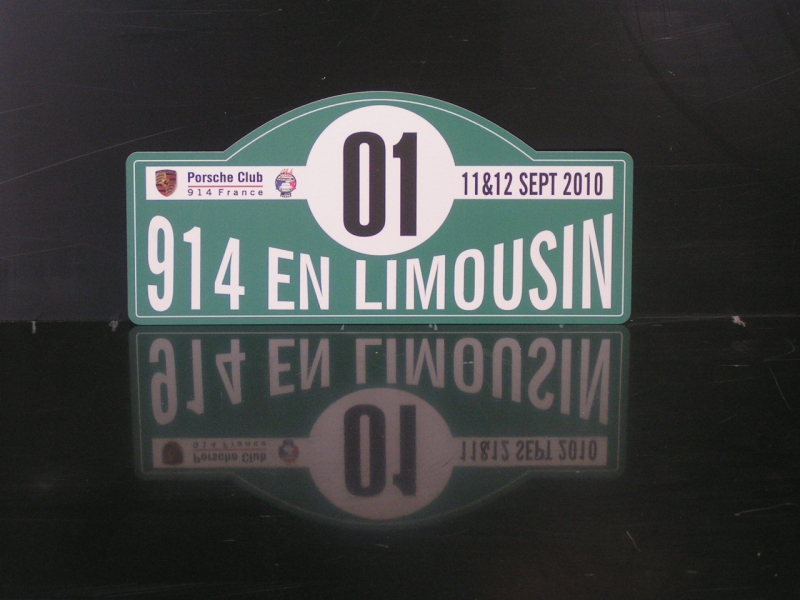 01
Porsche Club
914 France
11&12 SEPT 2010
914 EN LIMOUSIN